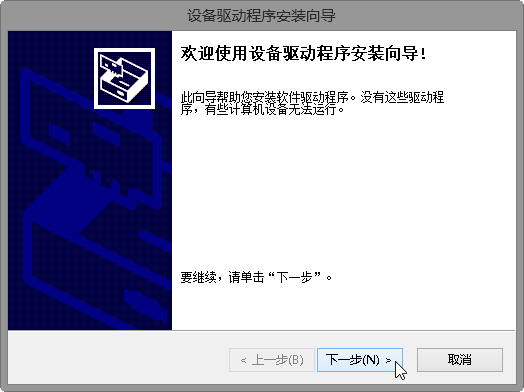 设备驱动程序安装向导
欢迎使用设备驱动程序安装向导！
此向导帮助您安装软件驱动程序。没有这些驱动程
序，有些计算机设备无法运行。
要继续，请单击“下一步”。
< 上一步(B)
下一步(N) >
取消